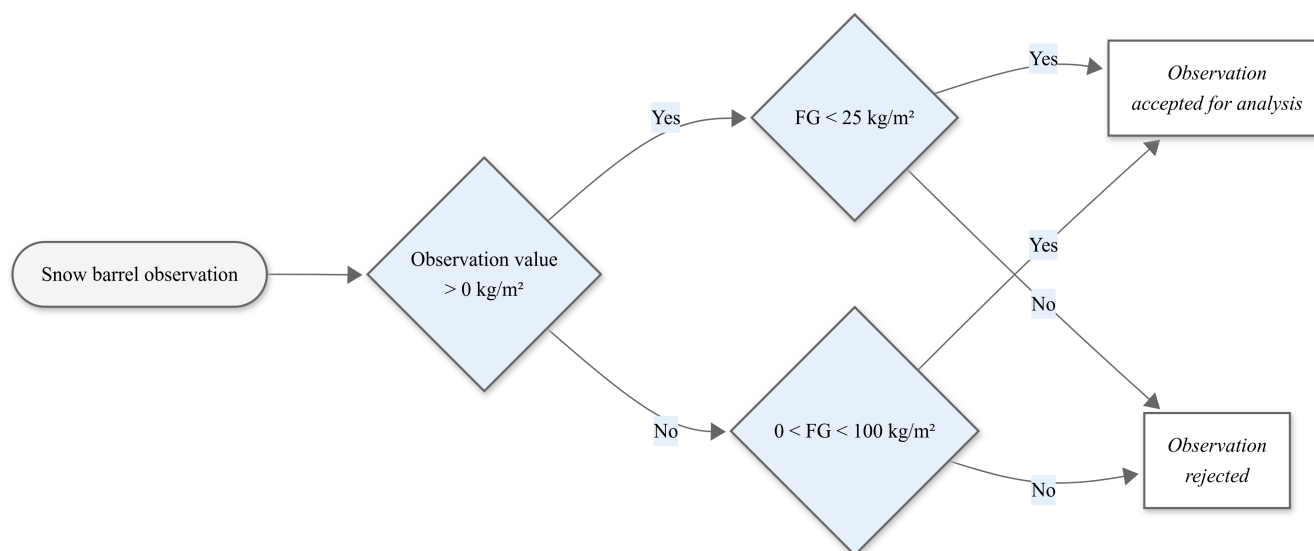 Snow barrel observation
Observation value
> 0 kg/m²
Yes
No
FG < 25 kg/m²
0 < FG < 100 kg/m²
Yes
Yes
No
No
Observation
accepted for analysis
Observation
rejected